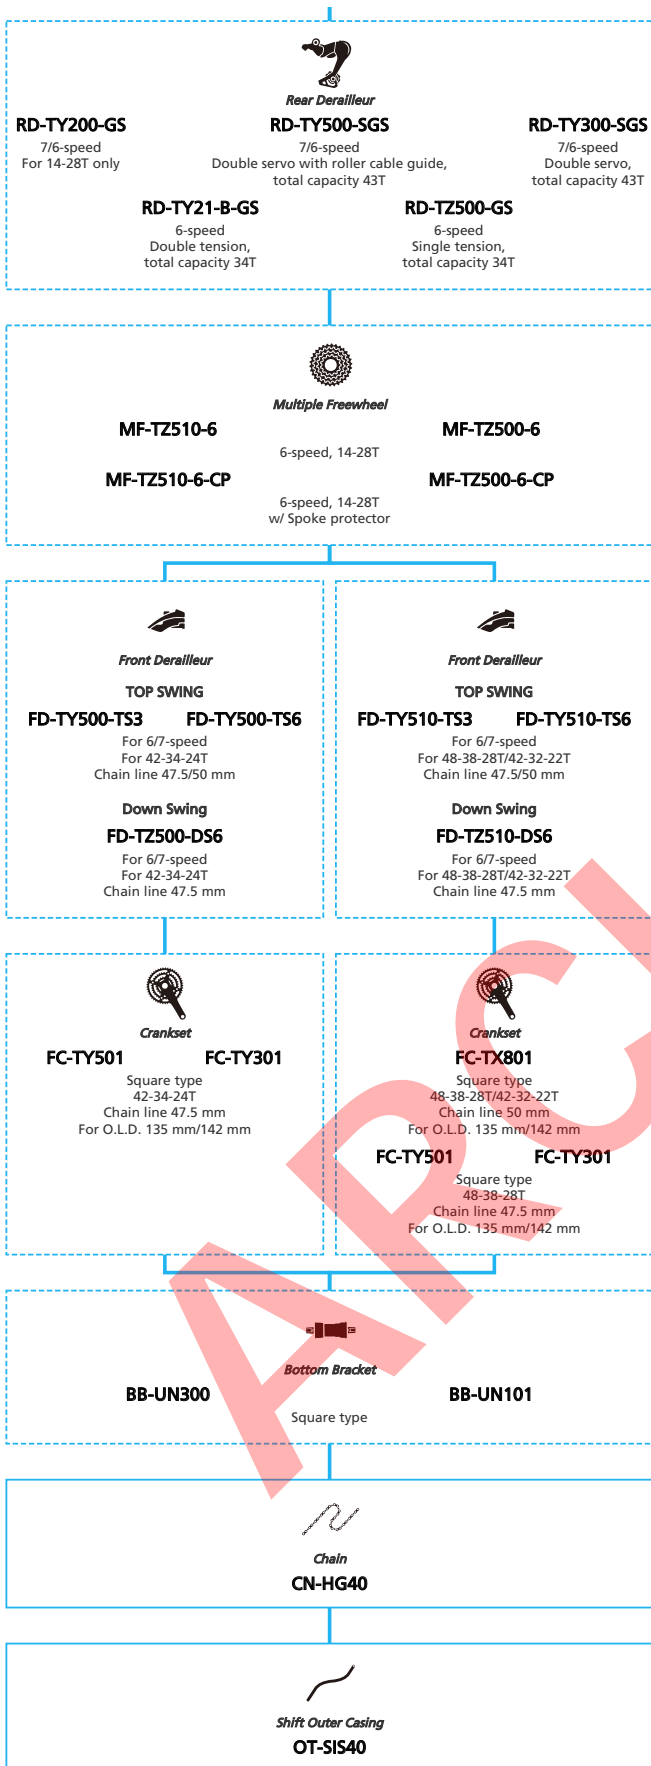 Rear Derailleur
RD-TY200-GS
7/6-speed
For 14-28T only
RD-TY500-SGS
7/6-speed
Double servo with roller cable guide,
total capacity 43T
RD-TY300-SGS
7/6-speed
Double servo,
total capacity 43T
RD-TY21-B-GS
6-speed
Double tension,
total capacity 34T
RD-TZ500-GS
6-speed
Single tension,
total capacity 34T
Multiple Freewheel
MF-TZ510-6 MF-TZ500-6
6-speed, 14-28T
MF-TZ510-6-CP MF-TZ500-6-CP
6-speed, 14-28T
w/ Spoke protector
Front Derailleur
TOP SWING
FD-TY500-TS3 FD-TY500-TS6
For 6/7-speed
For 42-34-24T
Chain line 47.5/50 mm
Down Swing
FD-TZ500-DS6
For 6/7-speed
For 42-34-24T
Chain line 47.5 mm
Front Derailleur
TOP SWING
FD-TY510-TS3 FD-TY510-TS6
For 6/7-speed
For 48-38-28T/42-32-22T
Chain line 47.5/50 mm
Down Swing
FD-TZ510-DS6
For 6/7-speed
For 48-38-28T/42-32-22T
Chain line 47.5 mm
Crankset
FC-TY501 FC-TY301
Square type
42-34-24T
Chain line 47.5 mm
For O.L.D. 135 mm/142 mm
Crankset
FC-TX801
Square type
48-38-28T/42-32-22T
Chain line 50 mm
For O.L.D. 135 mm/142 mm
FC-TY501 FC-TY301
Square type
48-38-28T
Chain line 47.5 mm
For O.L.D. 135 mm/142 mm
Bottom Bracket
BB-UN300 BB-UN101
Square type
Chain
CN-HG40
Shift Outer Casing
OT-SIS40
ARC